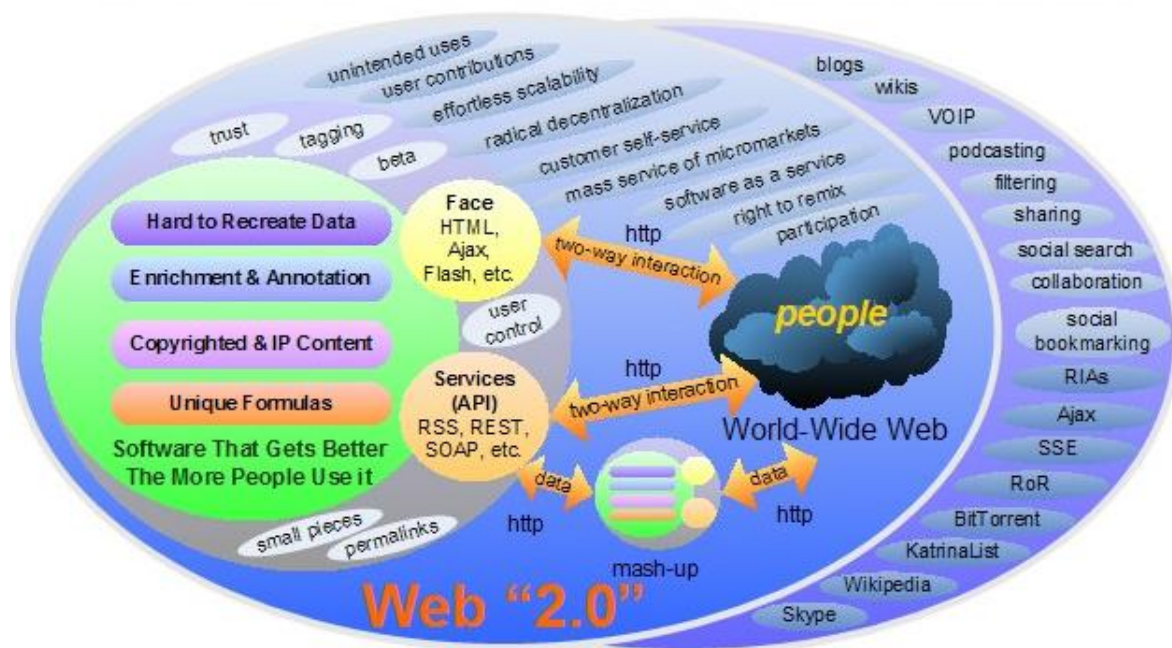 unintended uses
user contributions
effortless scalability
radical decentralization
customer self-service
mass service of micromarkets
software as a service
right to remix
participation
trust
tagging
beta
Hard to Recreate Data
Enrichment & Annotation
Copyrighted & IP Content
Unique Formulas
Software That Gets Better
The More People Use it
Face
HTML,
Ajax,
Flash, etc.
user
control
Services
(API)
RSS, REST,
SOAP, etc.
small pieces
permalinks
http
two-way interaction
http
two-way interaction
people
World-Wide Web
data
http
mash-up
data
http
Web “2.0”
blogs
wikis
VOIP
podcasting
filtering
sharing
social search
collaboration
social
bookmarking
RIAs
Ajax
SSE
RoR
BitTorrent
KatrinaList
Wikipedia
Skype